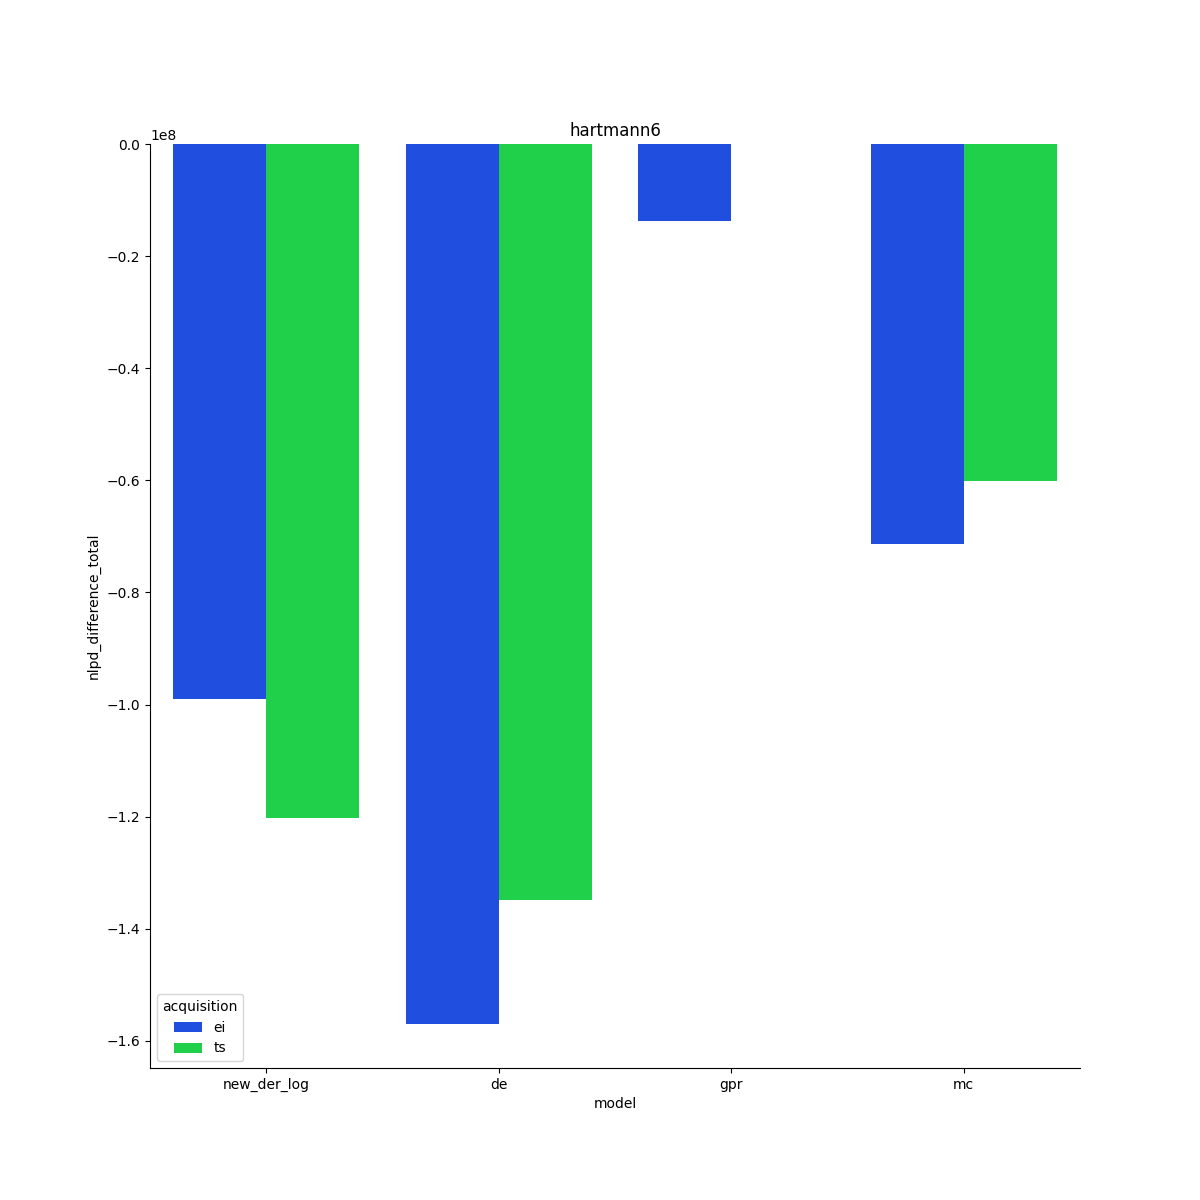 hartmann6
1e8
0.0
−0.2
−0.4
−0.6
−0.8
−1.0
−1.2
−1.4
−1.6
nlpd_difference_total
acquisition
ei
ts
new_der_log de gpr mc
model